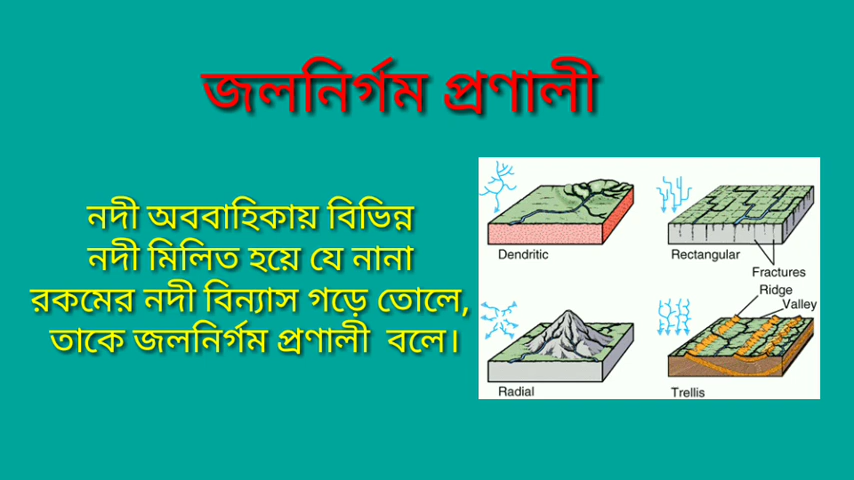 জলনির্গম প্রণালী
নদী অববাহিকায় বিভিন্ন
নদী মিলিত হয়ে যে নানা
রকমের নদী বিন্যাস গড়ে তোলে,
তাকে জলনির্গম প্রণালী বলে।
Dendritic
Rectangular
Fractures
Ridge
Valley
Radial
Trellis